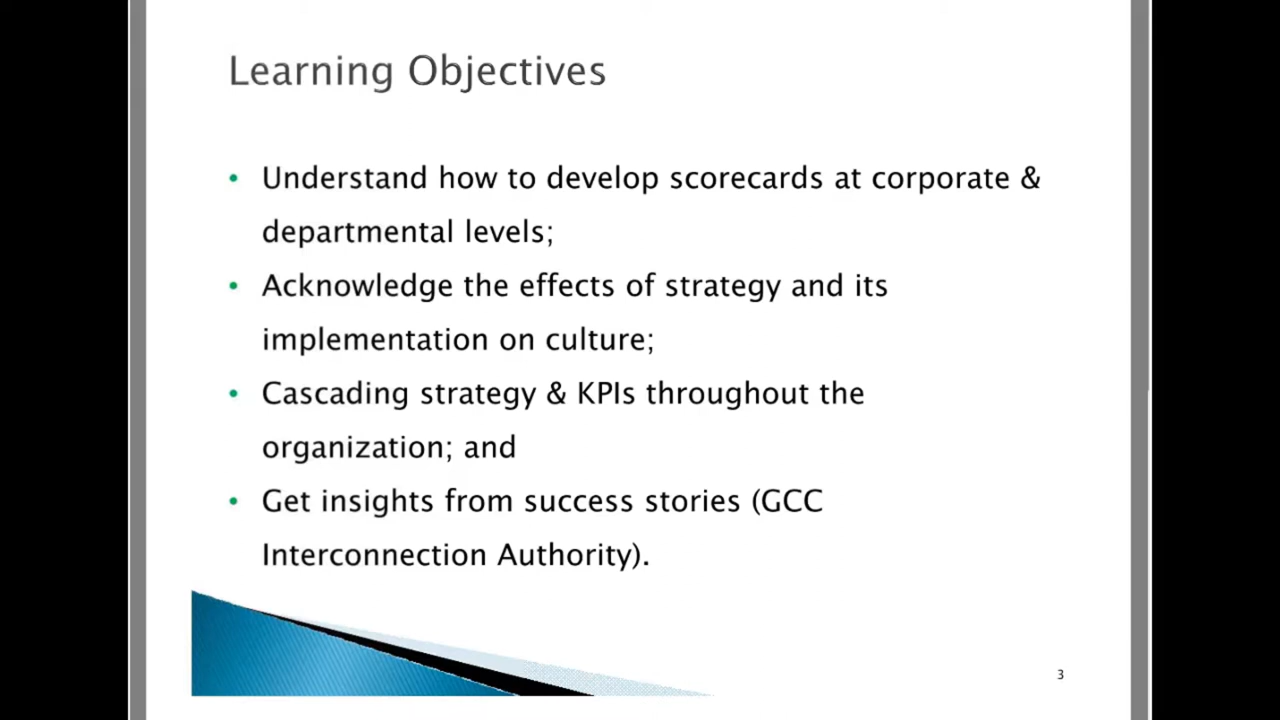 Learning Objectives
• Understand how to develop scorecards at corporate &
departmental levels;
• Acknowledge the effects of strategy and its
implementation on culture;
• Cascading strategy & KPIs throughout the
organization; and
• Get insights from success stories (GCC
Interconnection Authority).
3